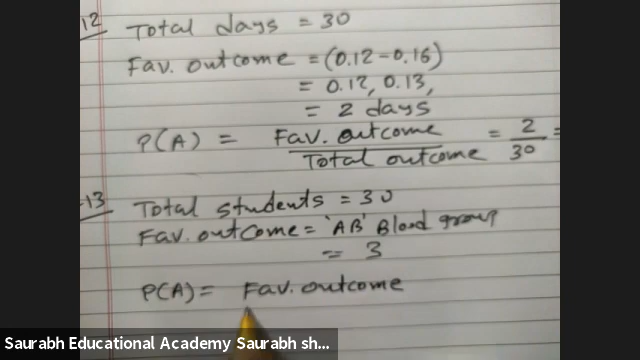 12 Total days = 30
Fav. outcome = (0.12-0.16)
= 0.12, 0.13,
= 2 days
P(A) = Fav. outcome / Total outcome = 2/30 =
13 Total students = 30
Fav. outcome = 'AB' Blood group
= 3
P(A) = Fav. outcome
Saurabh Educational Academy Saurabh sh...